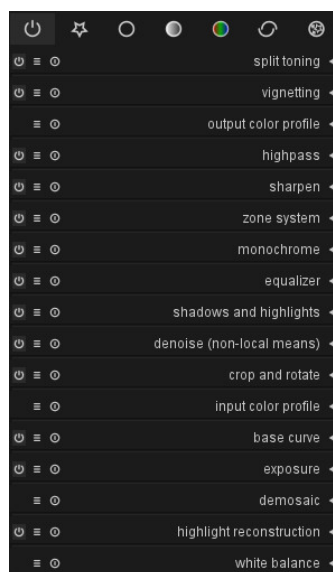 split toning
vignetting
output color profile
highpass
sharpen
zone system
monochrome
equalizer
shadows and highlights
denoise (non-local means)
crop and rotate
input color profile
base curve
exposure
demosaic
highlight reconstruction
white balance